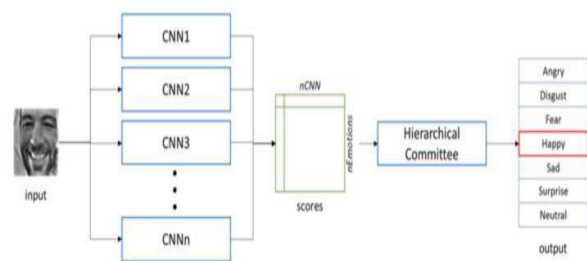 CNN1
CNN2
CNN3
CNNn
input
nCNN
nEmotions
scores
Hierarchical
Committee
Angry
Disgust
Fear
Happy
Sad
Surprise
Neutral
output